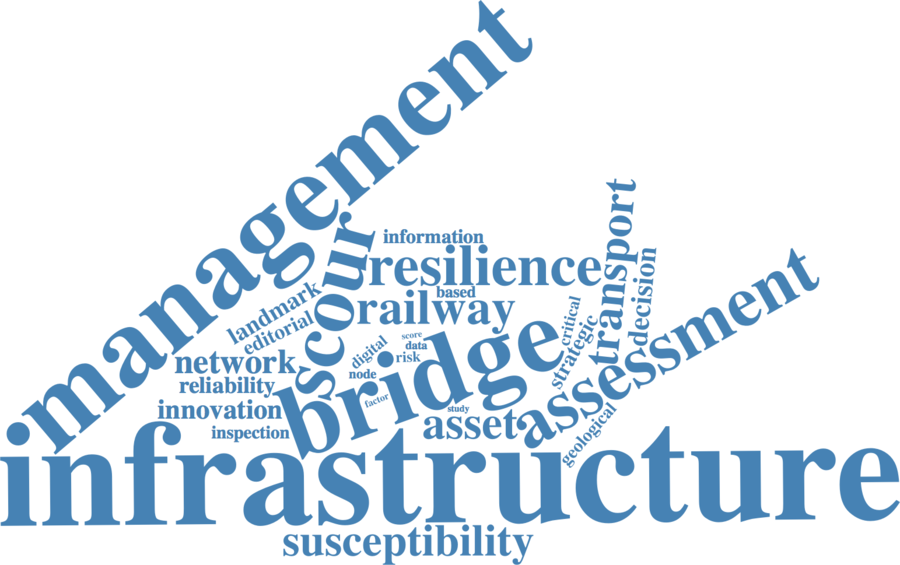 management
information
resilience
scour
transport
based
railway
decision
landmark
editorial
critical
strategic
assessment
score
data
digital
risk
bridge
network
node
reliability
factor
innovation
study
asset
inspection
geological
infrastructure
susceptibility